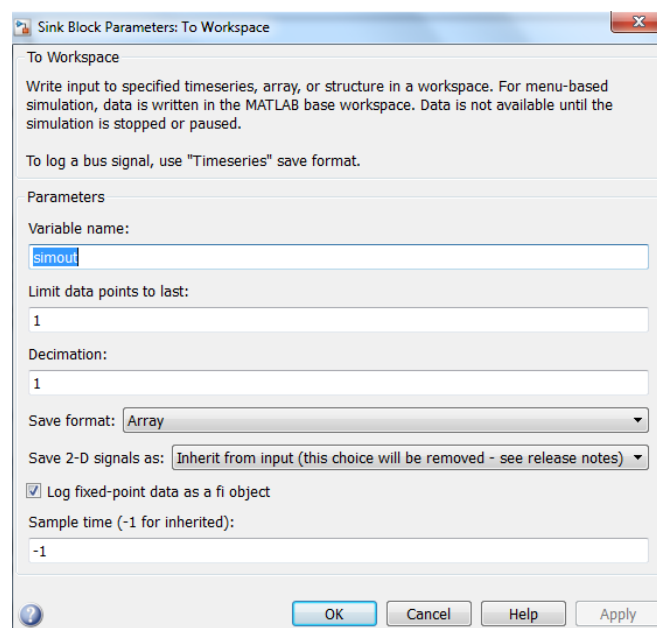 Sink Block Parameters: To Workspace
To Workspace
Write input to specified timeseries, array, or structure in a workspace. For menu-based
simulation, data is written in the MATLAB base workspace. Data is not available until the
simulation is stopped or paused.
To log a bus signal, use "Timeseries" save format.
Parameters
Variable name:
simout
Limit data points to last:
1
Decimation:
1
Save format: Array
Save 2-D signals as: Inherit from input (this choice will be removed - see release notes)
Log fixed-point data as a fi object
Sample time (-1 for inherited):
-1
OK Cancel Help Apply